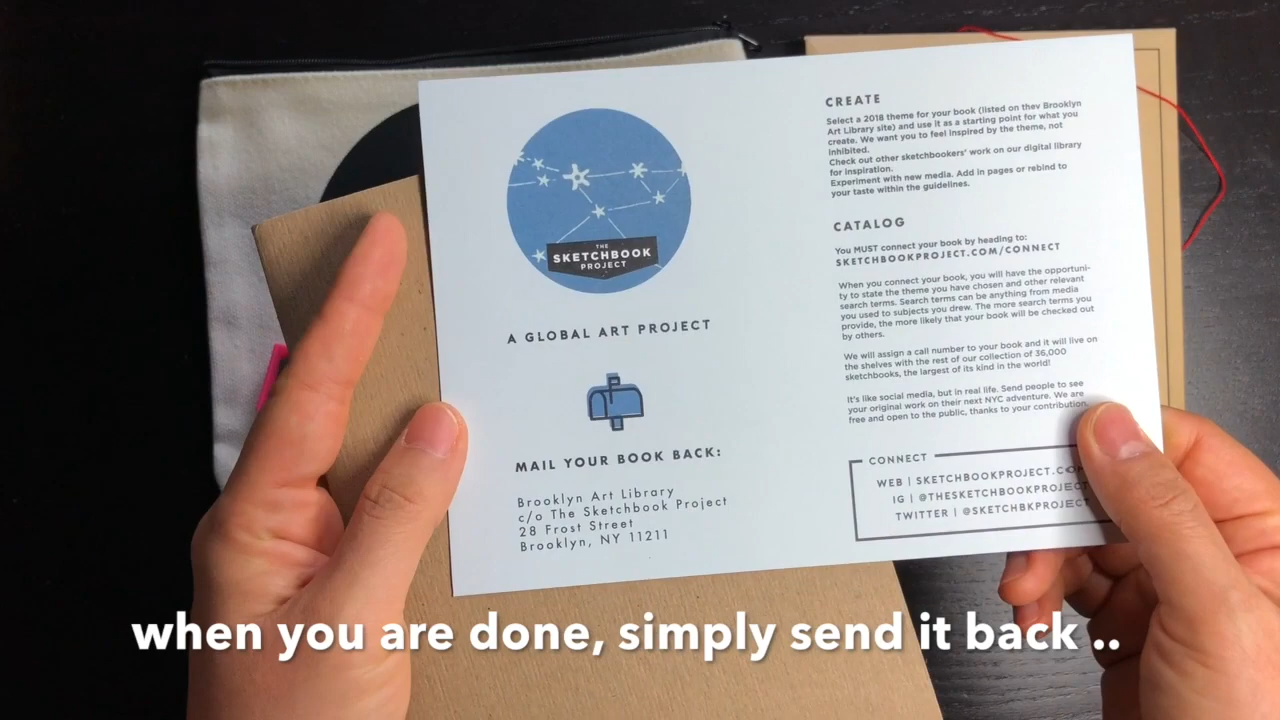 THE
SKETCHBOOK
PROJECT
A GLOBAL ART PROJECT
MAIL YOUR BOOK BACK:
Brooklyn Art Library
c/o The Sketchbook Project
28 Frost Street
Brooklyn, NY 11211
CREATE
Select a 2018 theme for your book (listed on thev Brooklyn
Art Library site) and use it as a starting point for what you
create. We want you to feel inspired by the theme, not
inhibited.
Check out other sketchbookers' work on our digital library
for inspiration.
Experiment with new media. Add in pages or rebind to
your taste within the guidelines.
CATALOG
You MUST connect your book by heading to:
SKETCHBOOKPROJECT.COM/CONNECT
When you connect your book, you will have the opportuni-
ty to state the theme you have chosen and other relevant
search terms. Search terms can be anything from media
you used to subjects you drew. The more search terms you
provide, the more likely that your book will be checked out
by others.
We will assign a call number to your book and it will live on
the shelves with the rest of our collection of 36,000
sketchbooks, the largest of its kind in the world!
It's like social media, but in real life. Send people to see
your original work on their next NYC adventure. We are
free and open to the public, thanks to your contribution.
CONNECT
WEB | SKETCHBOOKPROJECT.COM
IG | @THESKETCHBOOKPROJECT
TWITTER | @SKETCHBKPROJECT
when you are done, simply send it back ..